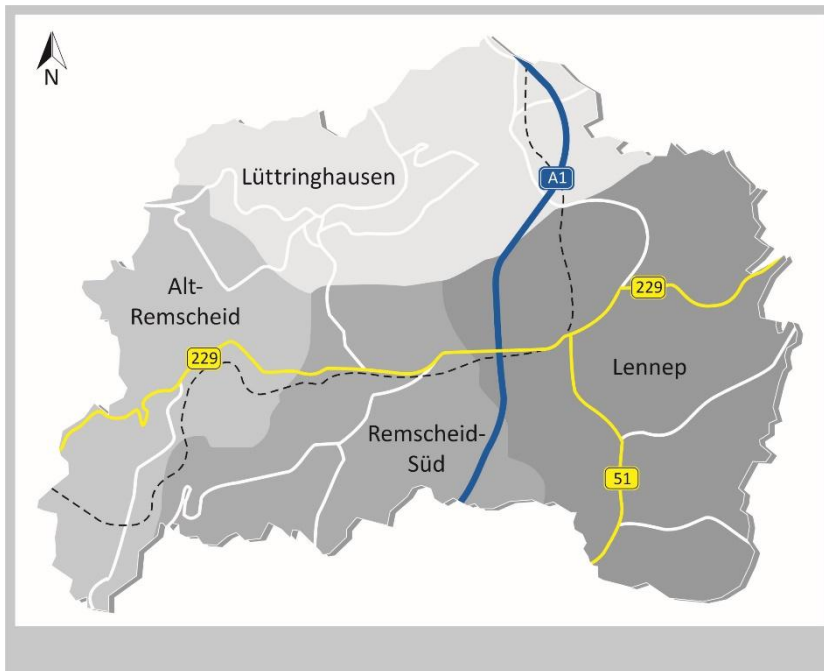 N
A1
Lüttringhausen
Alt-
Remscheid
229
229
Lennep
Remscheid-
Süd
51